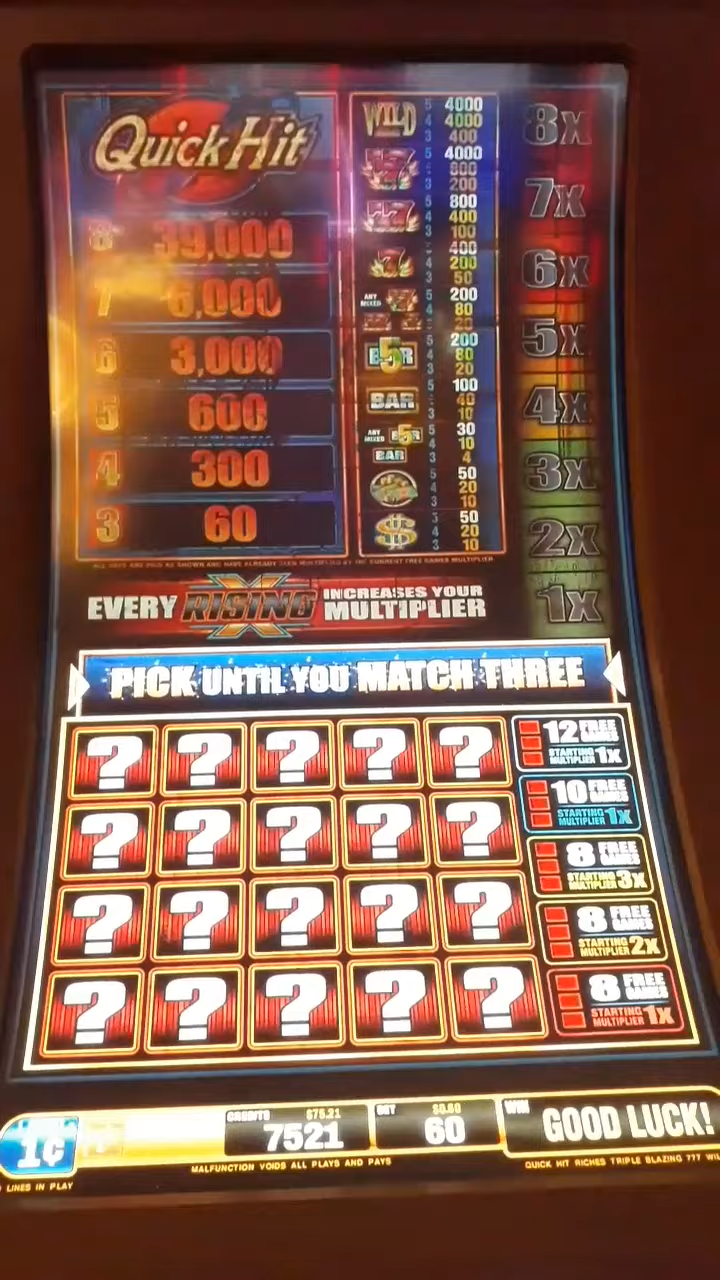 Quick Hit
8 39,000
7 6,000
6 3,000
5 600
4 300
3 60
WILD
5 4000
4 4000
3 400
5 4000
4 800
3 200
5 800
4 400
3 100
400
4 200
3 50
ANY MIXED
5 200
4 80
20
5 BAR
5 200
4 80
3 20
BAR
5 100
40
3 10
ANY MIXED 5 BAR
BAR
5 30
4 10
3 4
5 50
4 20
3 10
$
50
4 20
3 10
8x
7x
6x
5x
4x
3x
2x
1x
EVERY RISING X INCREASES YOUR MULTIPLIER
PICK UNTIL YOU MATCH THREE
? ? ? ? ?
? ? ? ? ?
? ? ? ? ?
? ? ? ? ?
12 FREE GAMES
STARTING MULTIPLIER 1x
10 FREE GAMES
STARTING MULTIPLIER 1x
8 FREE GAMES
STARTING MULTIPLIER 3x
8 FREE GAMES
STARTING MULTIPLIER 2x
8 FREE GAMES
STARTING MULTIPLIER 1x
1¢
CREDITS $75.21
7521
BET $0.60
60
WIN
GOOD LUCK!
LINES IN PLAY
MALFUNCTION VOIDS ALL PLAYS AND PAYS
QUICK HIT RICHES TRIPLE BLAZING 777